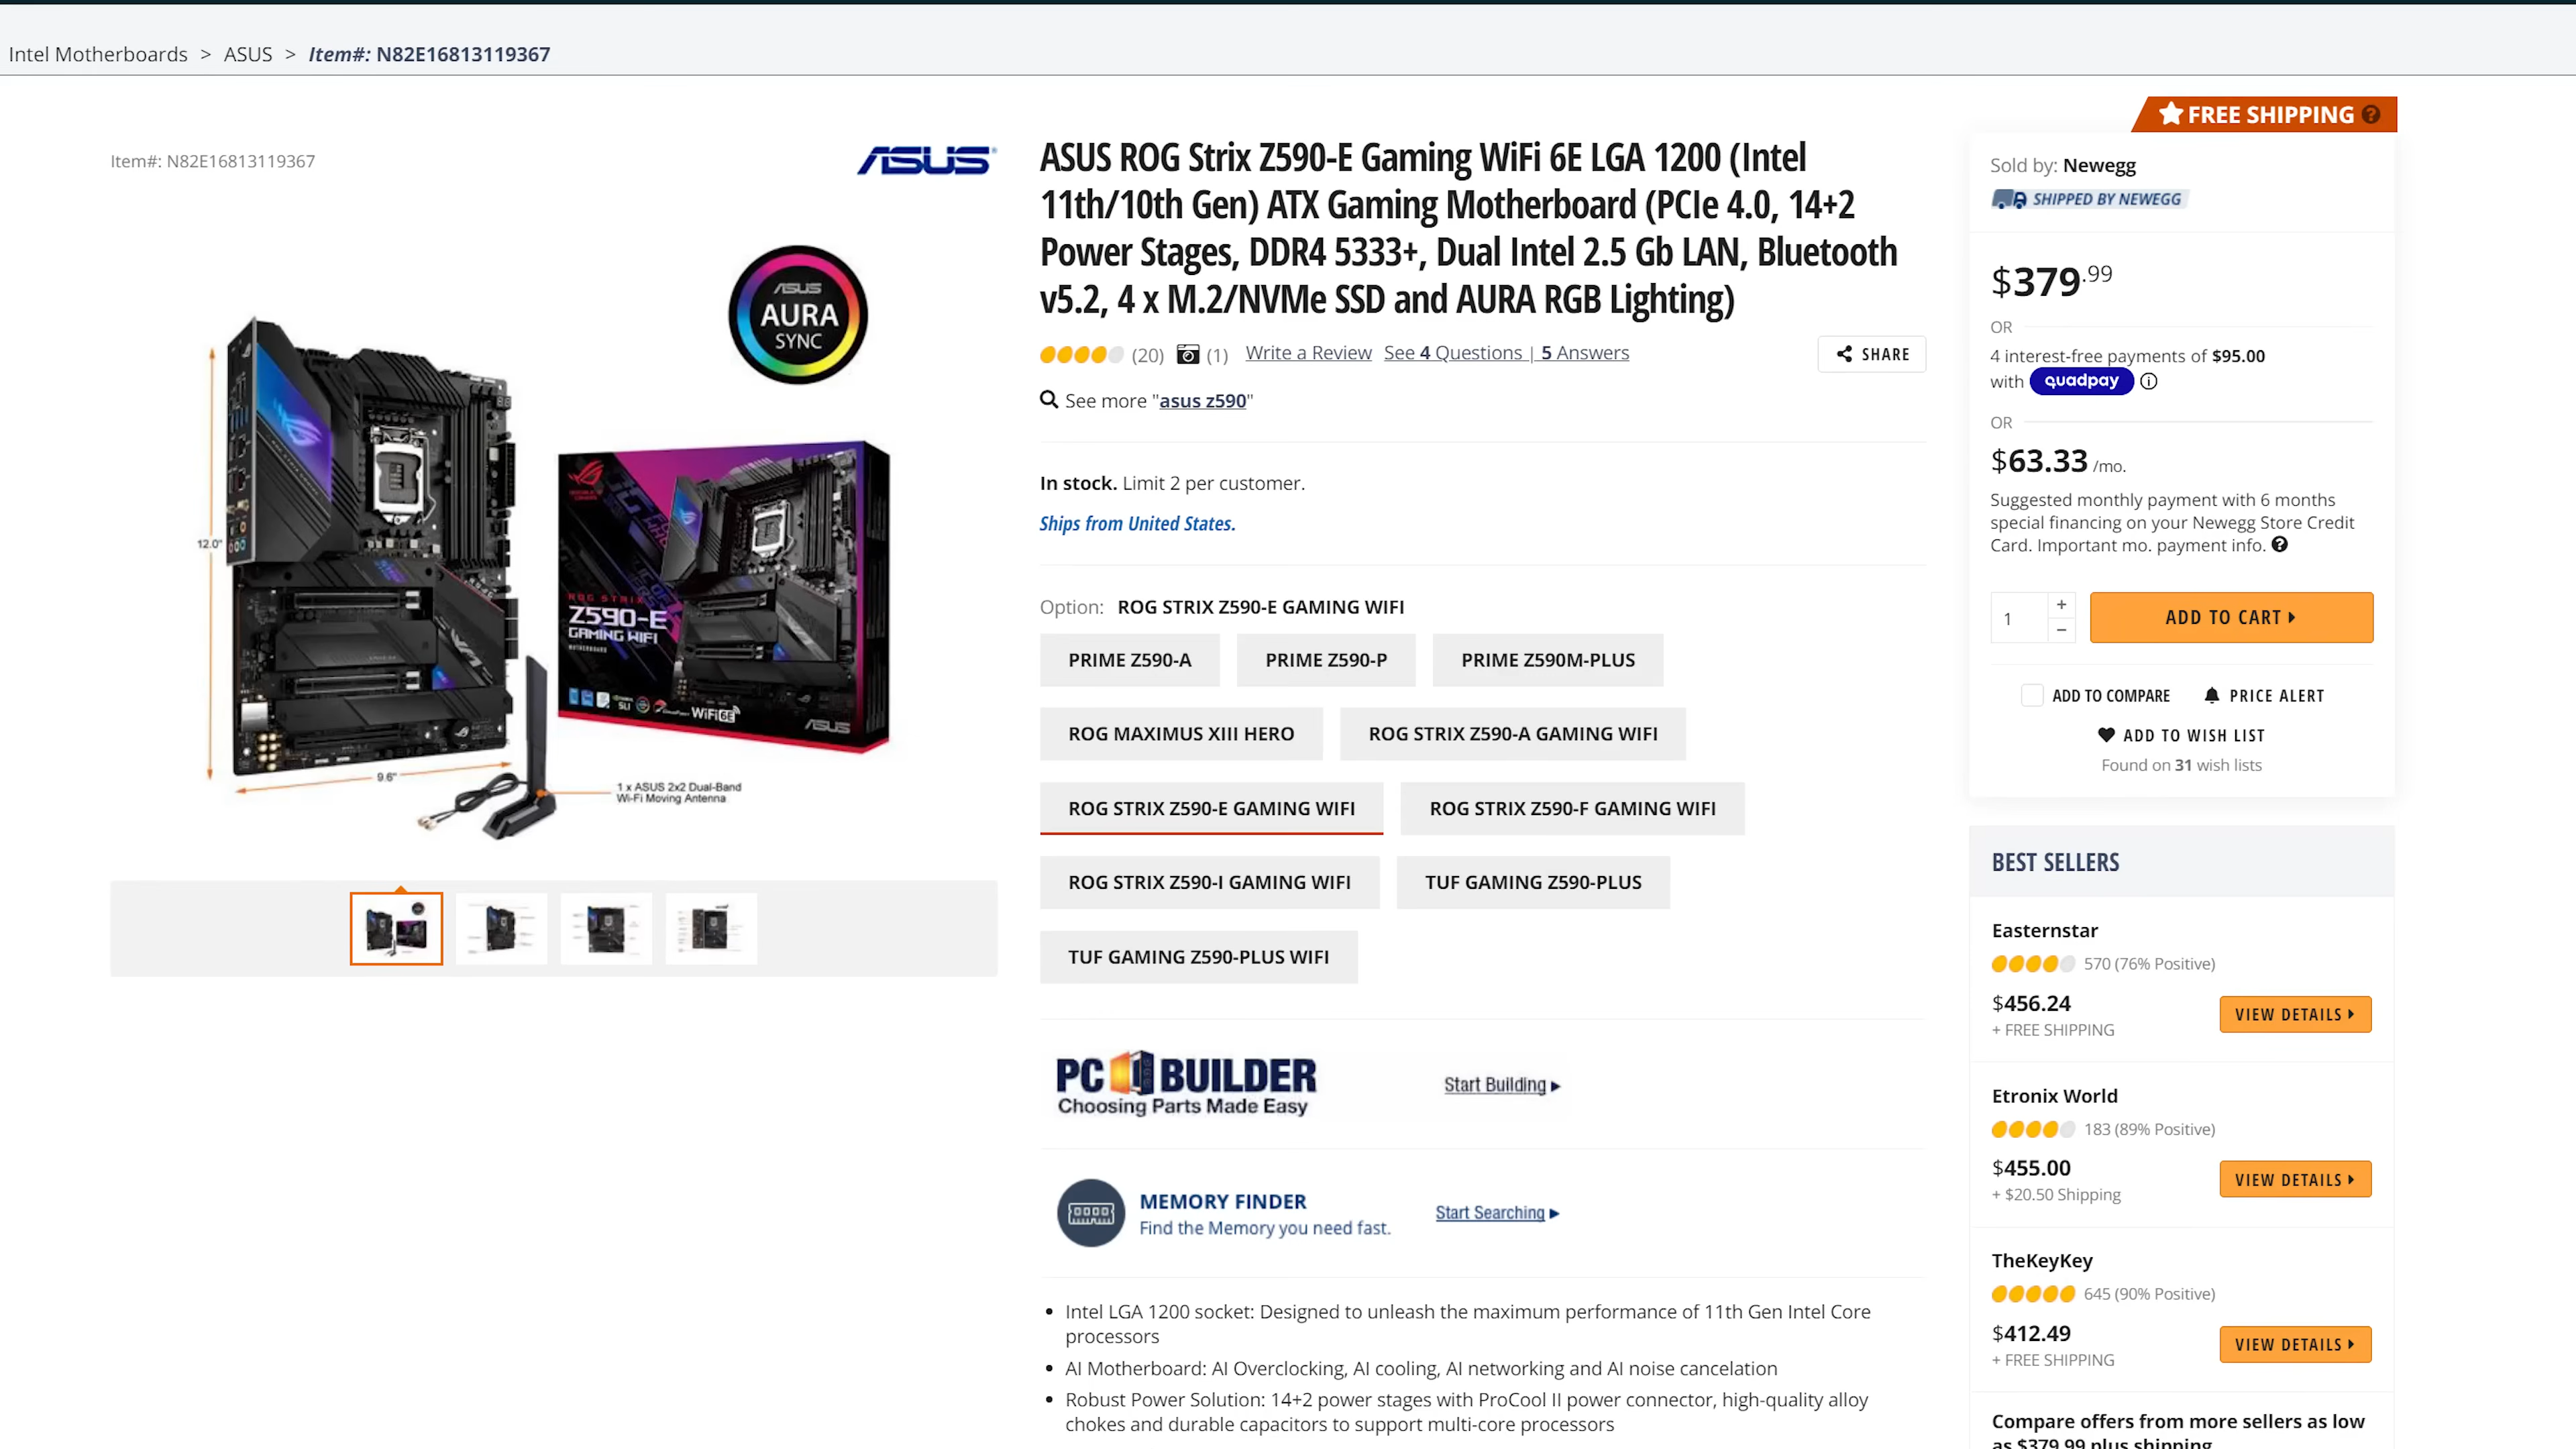 Intel Motherboards > ASUS > Item#: N82E16813119367
Item#: N82E16813119367
ASUS
ASUS
AURA
SYNC
12.0"
9.6"
ROG STRIX
Z590-E
GAMING WIFI
MOTHERBOARD
SLI
WiFi 6E
ASUS
1 x ASUS 2x2 Dual-Band
Wi-Fi Moving Antenna
ASUS ROG Strix Z590-E Gaming WiFi 6E LGA 1200 (Intel
11th/10th Gen) ATX Gaming Motherboard (PCIe 4.0, 14+2
Power Stages, DDR4 5333+, Dual Intel 2.5 Gb LAN, Bluetooth
v5.2, 4 x M.2/NVMe SSD and AURA RGB Lighting)
(20) (1) Write a Review See 4 Questions | 5 Answers
SHARE
See more "asus z590"
In stock. Limit 2 per customer.
Ships from United States.
Option: ROG STRIX Z590-E GAMING WIFI
PRIME Z590-A PRIME Z590-P PRIME Z590M-PLUS
ROG MAXIMUS XIII HERO ROG STRIX Z590-A GAMING WIFI
ROG STRIX Z590-E GAMING WIFI ROG STRIX Z590-F GAMING WIFI
ROG STRIX Z590-I GAMING WIFI TUF GAMING Z590-PLUS
TUF GAMING Z590-PLUS WIFI
PC BUILDER
Choosing Parts Made Easy
Start Building
MEMORY FINDER
Find the Memory you need fast.
Start Searching
• Intel LGA 1200 socket: Designed to unleash the maximum performance of 11th Gen Intel Core
processors
• AI Motherboard: AI Overclocking, AI cooling, AI networking and AI noise cancelation
• Robust Power Solution: 14+2 power stages with ProCool II power connector, high-quality alloy
chokes and durable capacitors to support multi-core processors
FREE SHIPPING ?
Sold by: Newegg
SHIPPED BY NEWEGG
$379.99
OR
4 interest-free payments of $95.00
with quadpay
OR
$63.33 /mo.
Suggested monthly payment with 6 months
special financing on your Newegg Store Credit
Card. Important mo. payment info. ?
1 + −
ADD TO CART
ADD TO COMPARE PRICE ALERT
ADD TO WISH LIST
Found on 31 wish lists
BEST SELLERS
Easternstar
570 (76% Positive)
$456.24
+ FREE SHIPPING
VIEW DETAILS
Etronix World
183 (89% Positive)
$455.00
+ $20.50 Shipping
VIEW DETAILS
TheKeyKey
645 (90% Positive)
$412.49
+ FREE SHIPPING
VIEW DETAILS
Compare offers from more sellers as low
as $379.99 plus shipping